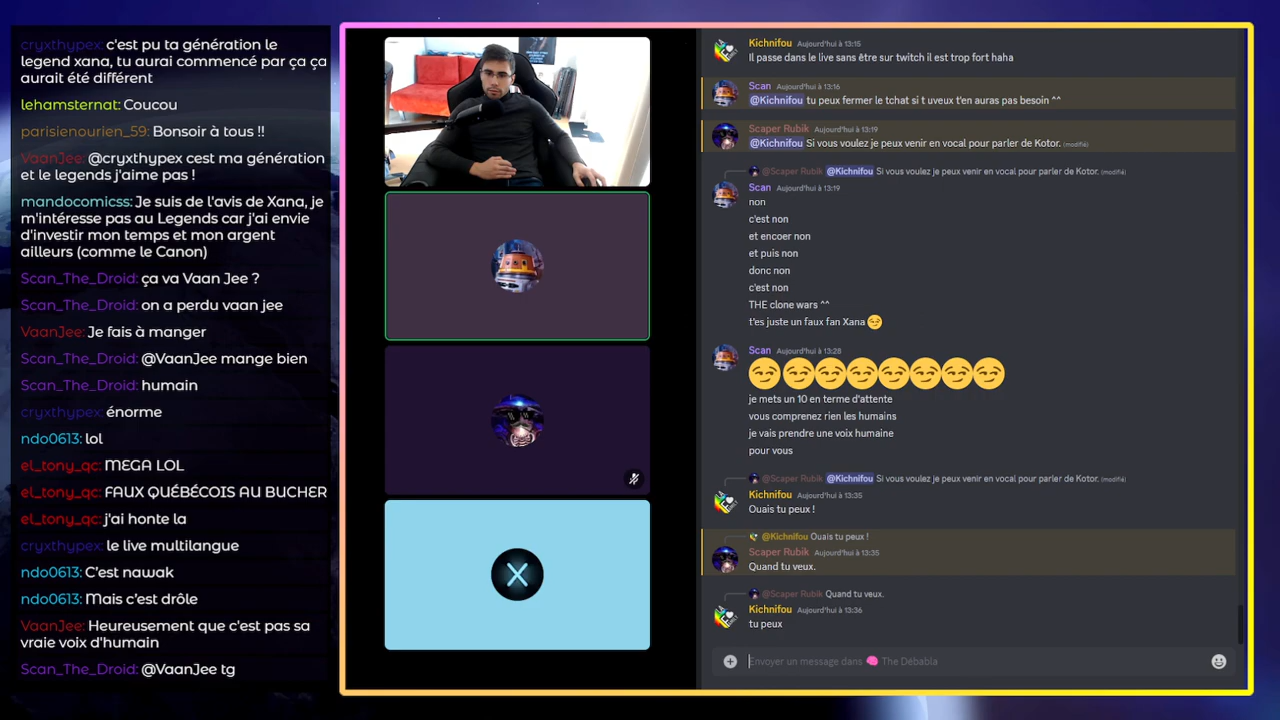 cryxthypex: c'est pu ta génération le
legend xana tu aurai commencé par ça ça
aurait été différent
lehamsternat: Coucou
parisienourien_59: Bonsoir à tous !!
VaanJee: @cryxthypex cest ma génération
et le legends j'aime pas !
mandocomicss: Je suis de l'avis de Xana, je
m'intéresse pas au Legends car j'ai envie
d'investir mon temps et mon argent
ailleurs (comme le Canon)
Scan_The_Droid: ça va Vaan Jee ?
Scan_The_Droid: on a perdu vaan jee
VaanJee: Je fais à manger
Scan_The_Droid: @VaanJee mange bien
Scan_The_Droid: humain
cryxthypex: énorme
ndo0613: lol
el_tony_qc: MEGA LOL
el_tony_qc: FAUX QUÉBÉCOIS AU BUCHER
el_tony_qc: j'ai honte la
cryxthypex: le live multilangue
ndo0613: C'est nawak
ndo0613: Mais c'est drôle
VaanJee: Heureusement que c'est pas sa
vraie voix d'humain
Scan_The_Droid: @VaanJee tg
Kichnifou Aujourd'hui à 13:15
Il passe dans le live sans être sur twitch il est trop fort haha
Scan Aujourd'hui à 13:16
@Kichnifou tu peux fermer le tchat si t uveux t'en auras pas besoin ^^
Scaper Rubik Aujourd'hui à 13:19
@Kichnifou Si vous voulez je peux venir en vocal pour parler de Kotor. (modifié)
@Scaper Rubik @Kichnifou Si vous voulez je peux venir en vocal pour parler de Kotor. (modifié)
Scan Aujourd'hui à 13:19
non
c'est non
et encoer non
et puis non
donc non
c'est non
THE clone wars ^^
t'es juste un faux fan Xana 😏
Scan Aujourd'hui à 13:28
😏😏😏😏😏😏😏😏
je mets un 10 en terme d'attente
vous comprenez rien les humains
je vais prendre une voix humaine
pour vous
@Scaper Rubik @Kichnifou Si vous voulez je peux venir en vocal pour parler de Kotor. (modifié)
Kichnifou Aujourd'hui à 13:35
Ouais tu peux !
@Kichnifou Ouais tu peux !
Scaper Rubik Aujourd'hui à 13:35
Quand tu veux.
@Scaper Rubik Quand tu veux.
Kichnifou Aujourd'hui à 13:36
tu peux
Envoyer un message dans 🧠 The Débabla
X